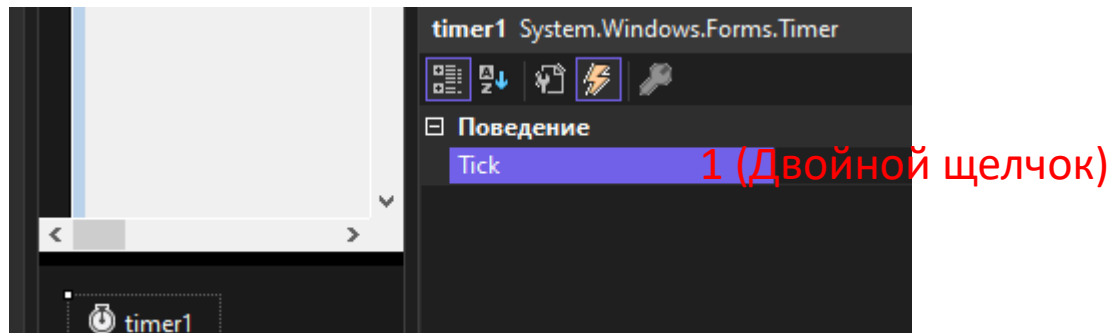 timer1 System.Windows.Forms.Timer
Поведение
Tick 1 (Двойной щелчок)
timer1